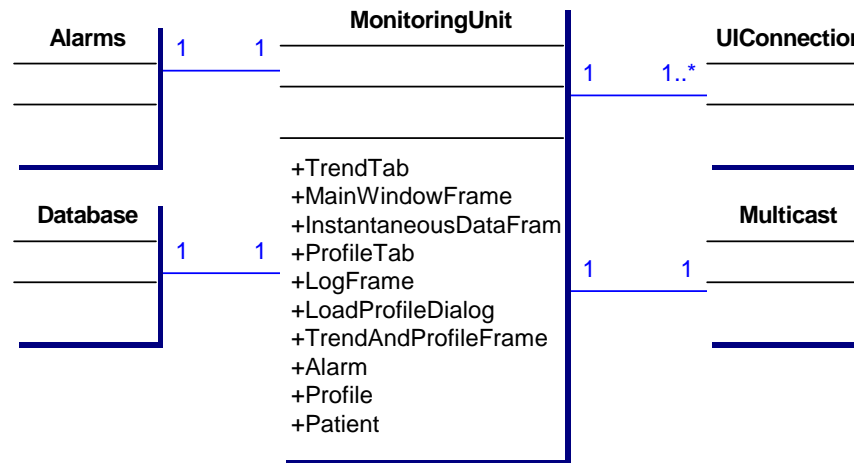 Alarms
1 1
MonitoringUnit
1 1..*
UIConnection
+TrendTab
+MainWindowFrame
+InstantaneousDataFram
+ProfileTab
+LogFrame
+LoadProfileDialog
+TrendAndProfileFrame
+Alarm
+Profile
+Patient
Database
1 1
1 1
Multicast